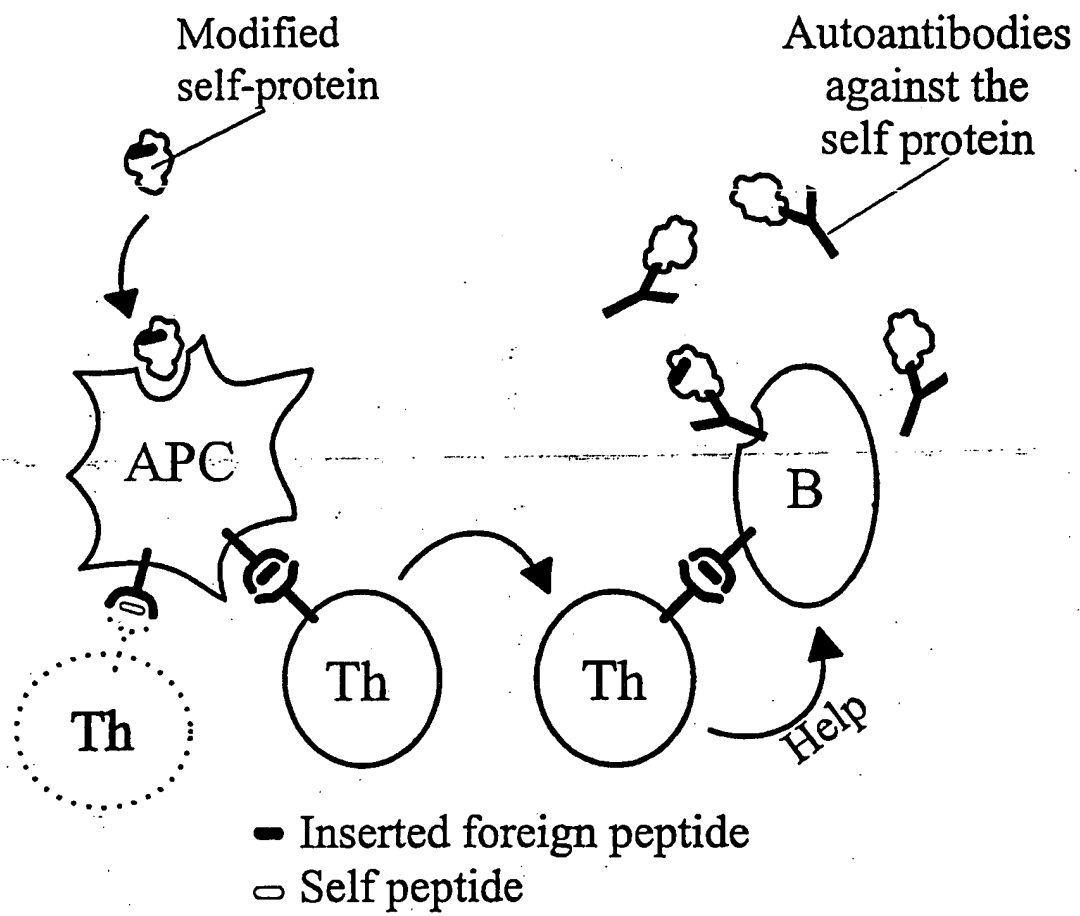 Modified
self-protein
Autoantibodies
against the
self protein
APC
B
Th
Th
Th
Help
Inserted foreign peptide
Self peptide